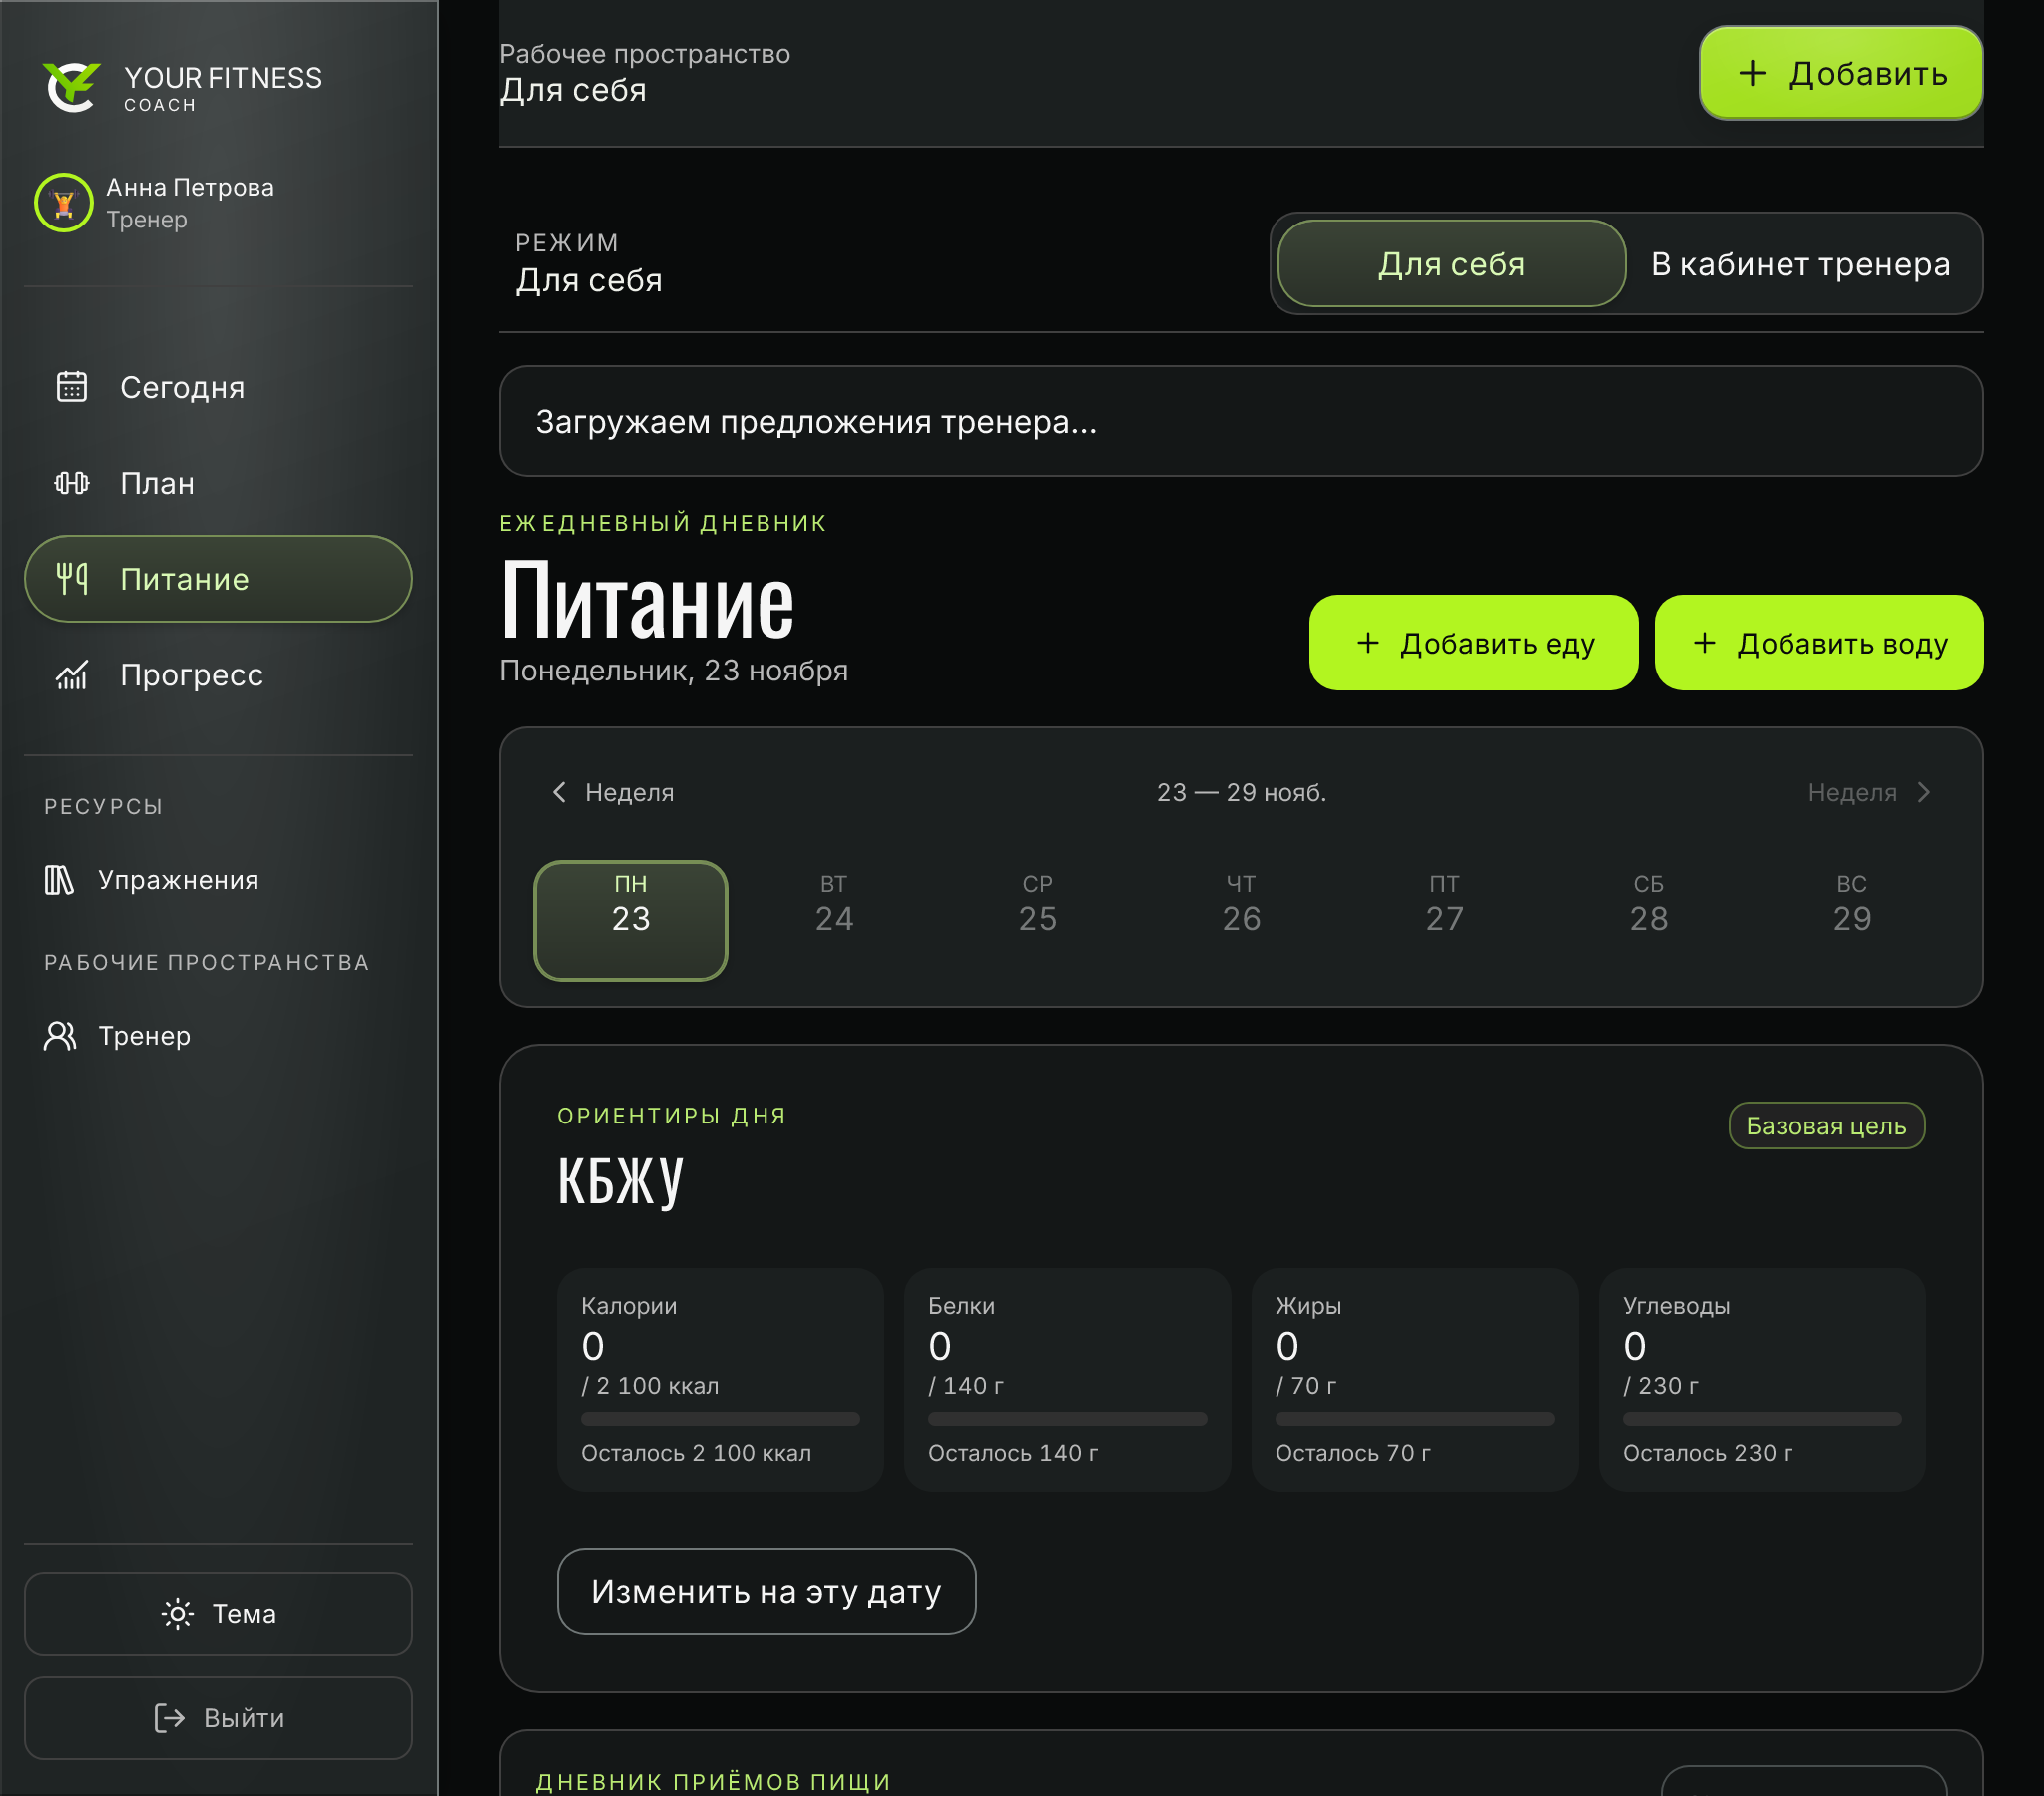 YOUR FITNESS
COACH
Анна Петрова
Тренер
Сегодня
План
Питание
Прогресс
РЕСУРСЫ
Упражнения
РАБОЧИЕ ПРОСТРАНСТВА
Тренер
Тема
Выйти
Рабочее пространство
Для себя
+ Добавить
РЕЖИМ
Для себя
Для себя
В кабинет тренера
Загружаем предложения тренера...
ЕЖЕДНЕВНЫЙ ДНЕВНИК
Питание
Понедельник, 23 ноября
+ Добавить еду
+ Добавить воду
Неделя
23 — 29 нояб.
Неделя
ПН
23
ВТ
24
СР
25
ЧТ
26
ПТ
27
СБ
28
ВС
29
ОРИЕНТИРЫ ДНЯ
Базовая цель
КБЖУ
Калории
0
/ 2 100 ккал
Осталось 2 100 ккал
Белки
0
/ 140 г
Осталось 140 г
Жиры
0
/ 70 г
Осталось 70 г
Углеводы
0
/ 230 г
Осталось 230 г
Изменить на эту дату
ДНЕВНИК ПРИЁМОВ ПИЩИ